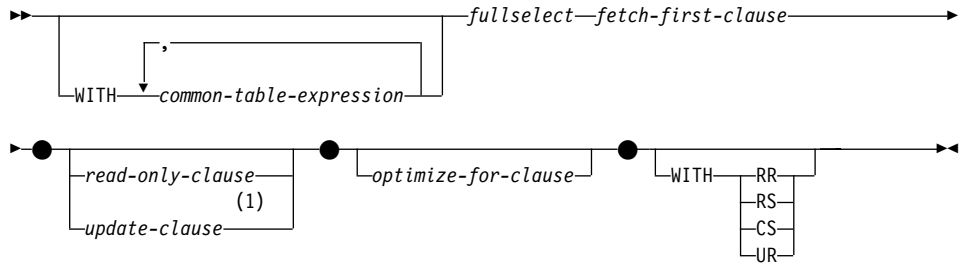 fullselect fetch-first-clause
,
WITH common-table-expression
read-only-clause optimize-for-clause WITH RR
(1) RS
update-clause CS
UR